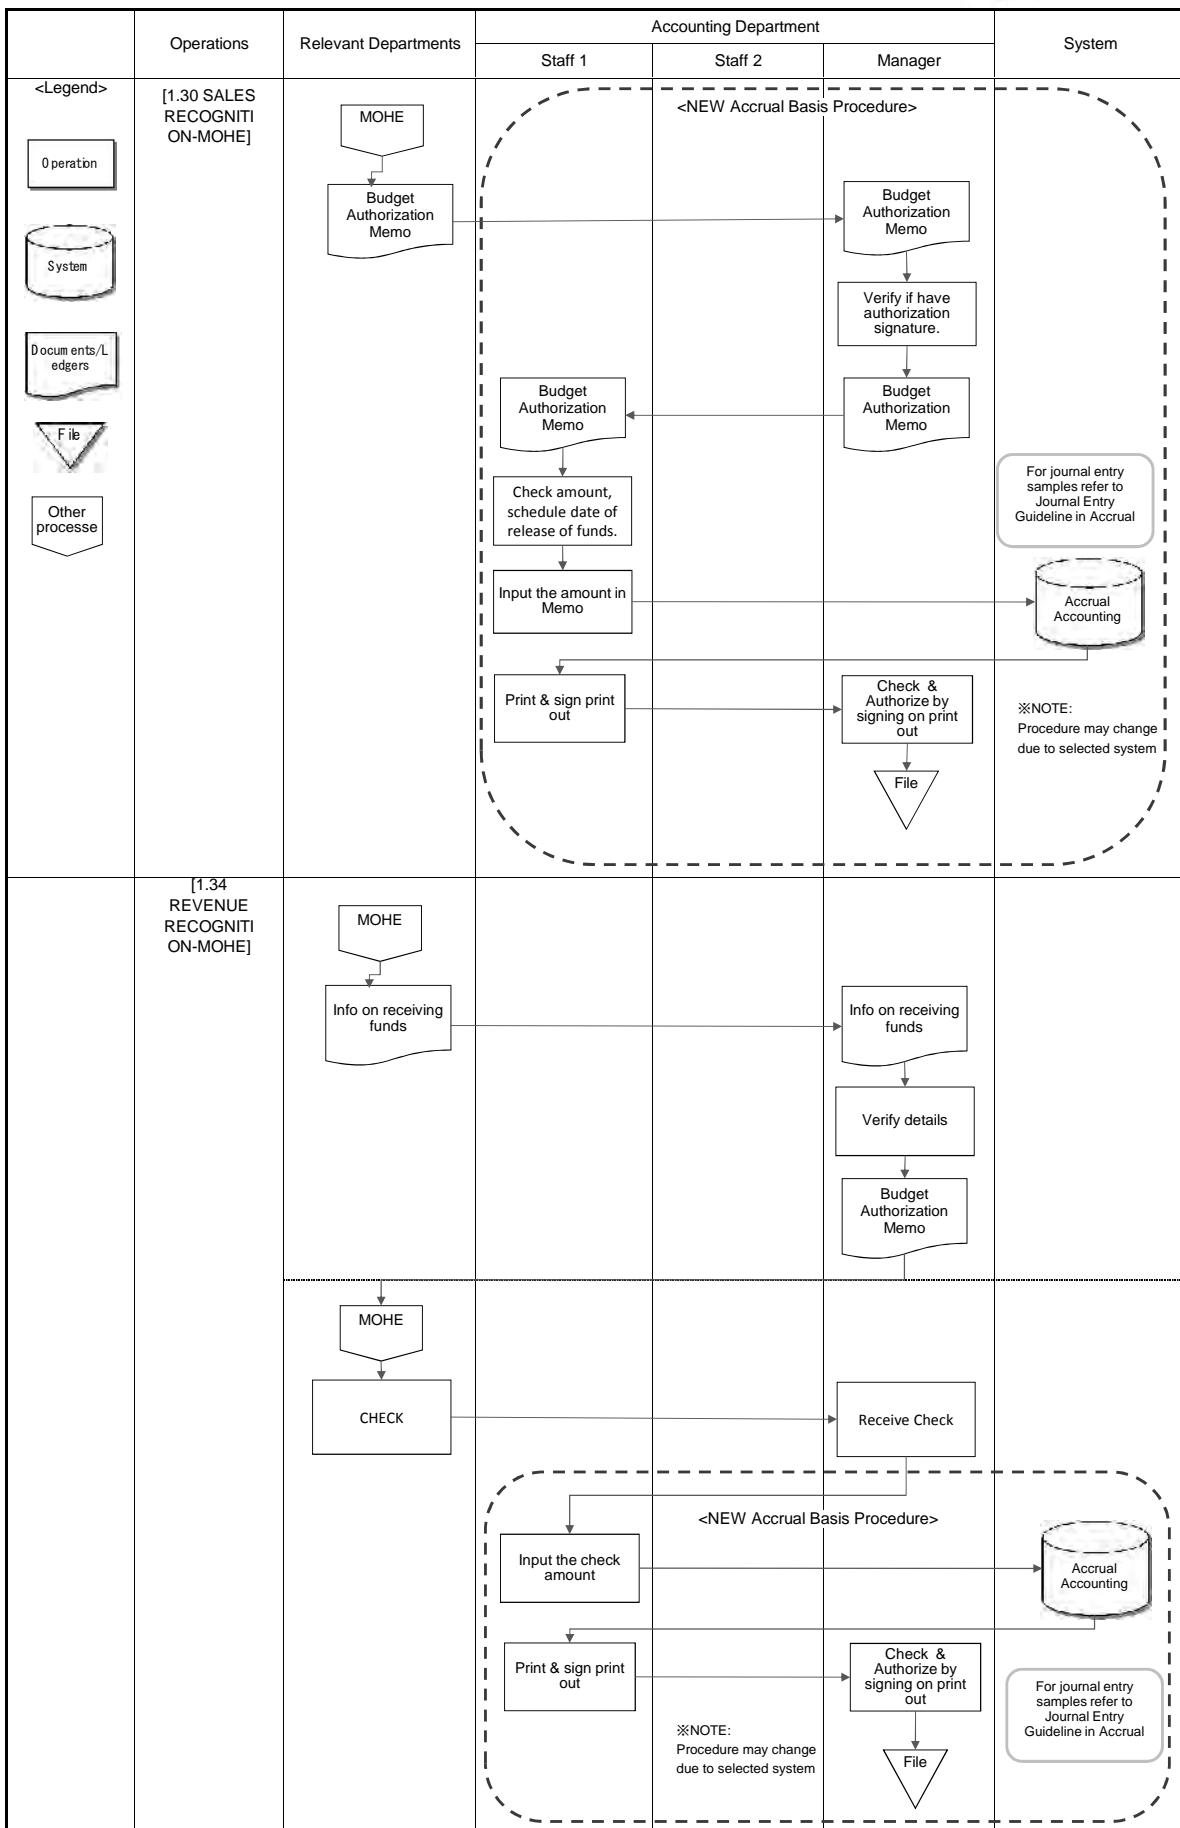 Operations
Relevant Departments
Accounting Department
System
Staff 1
Staff 2
Manager
<Legend>
Operation
System
Documents/L
edgers
File
Other
processe
[1.30 SALES
RECOGNITI
ON-MOHE]
<NEW Accrual Basis Procedure>
MOHE
Budget
Authorization
Memo
Budget
Authorization
Memo
Verify if have
authorization
signature.
Budget
Authorization
Memo
Budget
Authorization
Memo
Check amount,
schedule date of
release of funds.
For journal entry
samples refer to
Journal Entry
Guideline in Accrual
Input the amount in
Memo
Accrual
Accounting
Print & sign print
out
Check &
Authorize by
signing on print
out
※NOTE:
Procedure may change
due to selected system
File
[1.34
REVENUE
RECOGNITI
ON-MOHE]
MOHE
Info on receiving
funds
Info on receiving
funds
Verify details
Budget
Authorization
Memo
MOHE
CHECK
Receive Check
<NEW Accrual Basis Procedure>
Input the check
amount
Accrual
Accounting
Print & sign print
out
Check &
Authorize by
signing on print
out
For journal entry
samples refer to
Journal Entry
Guideline in Accrual
※NOTE:
Procedure may change
due to selected system
File